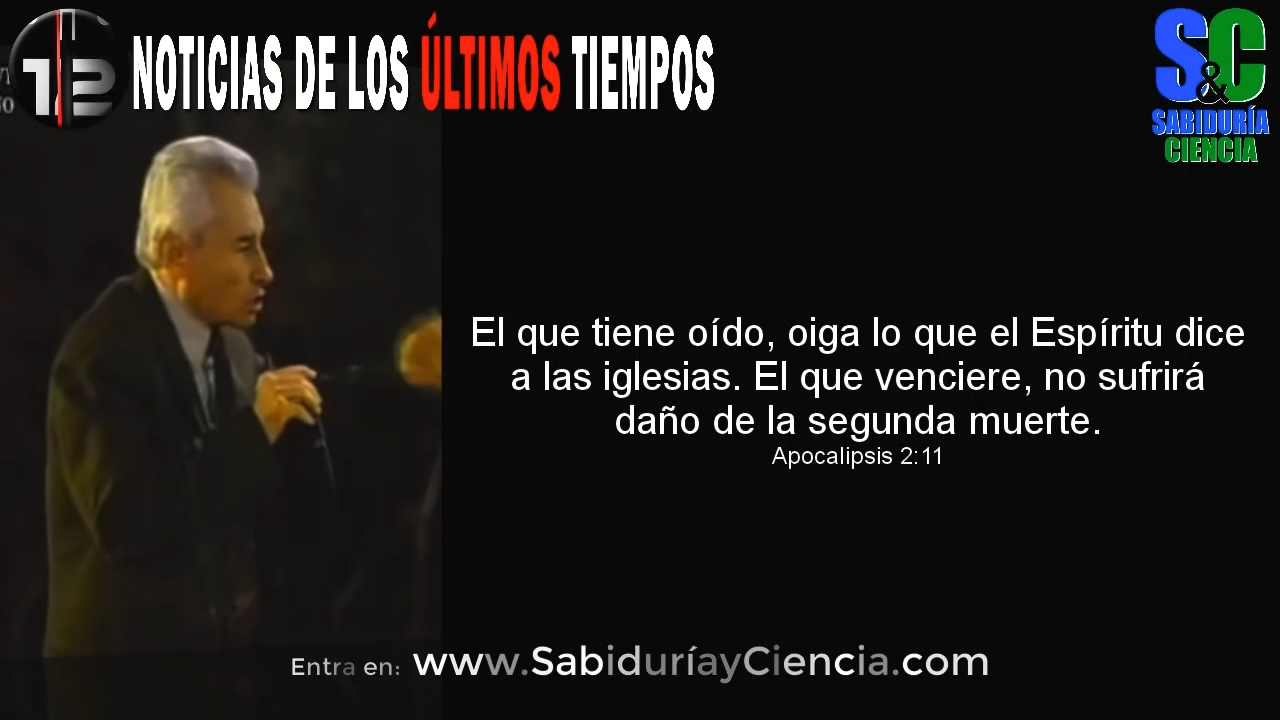 12 NOTICIAS DE LOS ÚLTIMOS TIEMPOS
S&C
SABIDURÍA
CIENCIA
El que tiene oído, oiga lo que el Espíritu dice
a las iglesias. El que venciere, no sufrirá
daño de la segunda muerte.
Apocalipsis 2:11
Entra en: www.SabiduríayCiencia.com